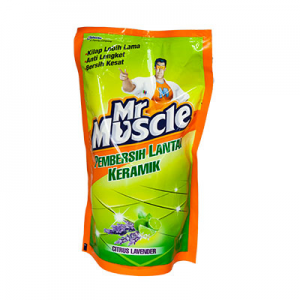 •Kilap Lebih Lama
•Anti Lengket
•Bersih Kesat
Mr
Muscle
PEMBERSIH LANTAI
KERAMIK
CITRUS LAVENDER